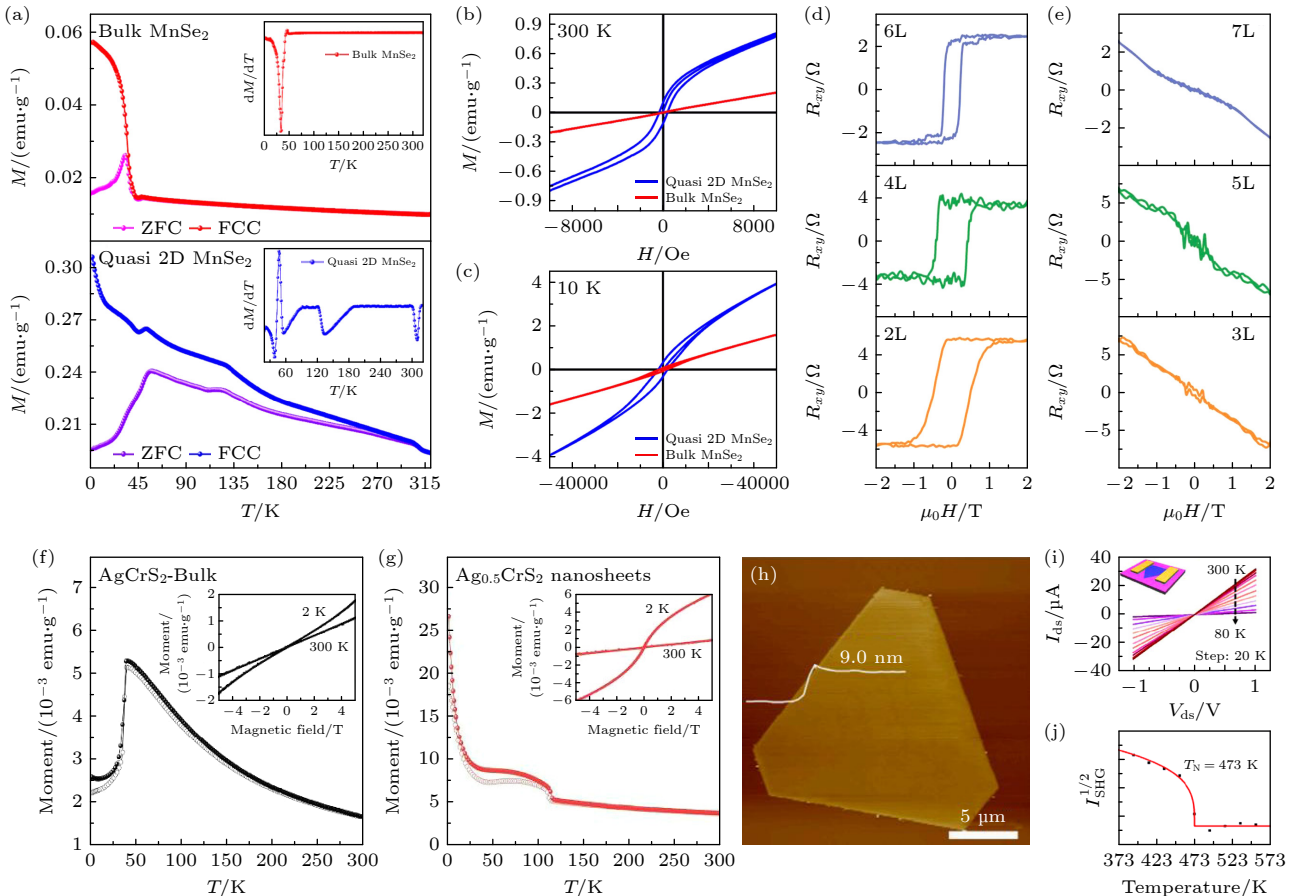 (a)
Bulk MnSe₂
M/(emu·g⁻¹)
0.06
0.04
0.02
dM/dT
Bulk MnSe₂
0 50 100 150 200 250 300
T/K
ZFC FCC
Quasi 2D MnSe₂
M/(emu·g⁻¹)
0.30
0.27
0.24
0.21
dM/dT
Quasi 2D MnSe₂
60 120 180 240 300
T/K
ZFC FCC
0 45 90 135 180 225 270 315
T/K
(b)
300 K
M/(emu·g⁻¹)
0.9
0.6
0.3
0
−0.3
−0.6
−0.9
Quasi 2D MnSe₂
Bulk MnSe₂
−8000 0 8000
H/Oe
(c)
10 K
M/(emu·g⁻¹)
4
2
0
−2
−4
Quasi 2D MnSe₂
Bulk MnSe₂
−40000 0 −40000
H/Oe
(d)
6L
Rxy/Ω
2
0
−2
4L
Rxy/Ω
4
0
−4
2L
Rxy/Ω
5
0
−5
−2 −1 0 1 2
μ₀H/T
(e)
7L
Rxy/Ω
2
0
−2
5L
Rxy/Ω
5
0
−5
3L
Rxy/Ω
5
0
−5
−2 −1 0 1 2
μ₀H/T
(f)
AgCrS₂-Bulk
Moment/(10⁻³ emu·g⁻¹)
7
6
5
4
3
2
1
Moment/
(10⁻³ emu·g⁻¹)
2
1
0
−1
−2
2 K
300 K
−4 −2 0 2 4
Magnetic field/T
0 50 100 150 200 250 300
T/K
(g)
Ag₀.₅CrS₂ nanosheets
Moment/(10⁻³ emu·g⁻¹)
30
25
20
15
10
5
0
Moment/
(10⁻³ emu·g⁻¹)
6
4
2
0
−2
−4
−6
2 K
300 K
−4 −2 0 2 4
Magnetic field/T
0 50 100 150 200 250 300
T/K
(h)
9.0 nm
5 μm
(i)
Ids/μA
40
20
0
−20
−40
300 K
80 K
Step: 20 K
−1 0 1
Vds/V
(j)
I¹ᐟ²SHG
TN = 473 K
373 423 473 523 573
Temperature/K